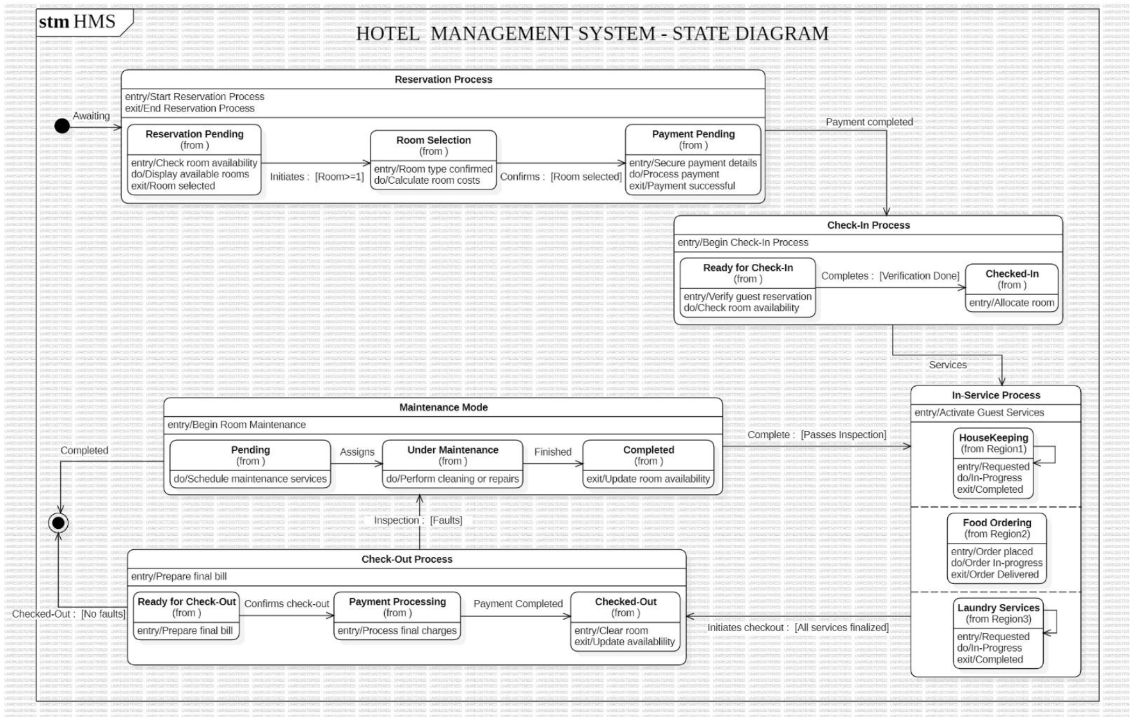 stm HMS
HOTEL MANAGEMENT SYSTEM - STATE DIAGRAM
Reservation Process
entry/Start Reservation Process
exit/End Reservation Process
Awaiting
Reservation Pending
(from )
entry/Check room availability
do/Display available rooms
exit/Room selected
Initiates : [Room>=1]
Room Selection
(from )
entry/Room type confirmed
do/Calculate room costs
Confirms : [Room selected]
Payment Pending
(from )
entry/Secure payment details
do/Process payment
exit/Payment successful
Payment completed
Check-In Process
entry/Begin Check-In Process
Ready for Check-In
(from )
entry/Verify guest reservation
do/Check room availability
Completes : [Verification Done]
Checked-In
(from )
entry/Allocate room
Services
In-Service Process
entry/Activate Guest Services
HouseKeeping
(from Region1)
entry/Requested
do/In-Progress
exit/Completed
Food Ordering
(from Region2)
entry/Order placed
do/Order In-progress
exit/Order Delivered
Laundry Services
(from Region3)
entry/Requested
do/In-Progress
exit/Completed
Maintenance Mode
entry/Begin Room Maintenance
Pending
(from )
do/Schedule maintenance services
Assigns
Under Maintenance
(from )
do/Perform cleaning or repairs
Finished
Completed
(from )
exit/Update room availability
Complete : [Passes Inspection]
Completed
Inspection : [Faults]
Check-Out Process
entry/Prepare final bill
Ready for Check-Out
(from )
entry/Prepare final bill
Confirms check-out
Payment Processing
(from )
entry/Process final charges
Payment Completed
Checked-Out
(from )
entry/Clear room
exit/Update availablility
Checked-Out : [No faults]
Initiates checkout : [All services finalized]